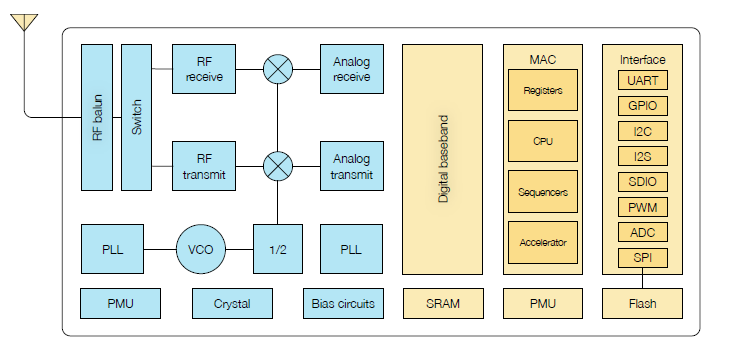 RF balun
Switch
RF
receive
Analog
receive
RF
transmit
Analog
transmit
PLL
VCO
1/2
PLL
PMU
Crystal
Bias circuits
Digital baseband
SRAM
MAC
Registers
CPU
Sequencers
Accelerator
PMU
Interface
UART
GPIO
I2C
I2S
SDIO
PWM
ADC
SPI
Flash